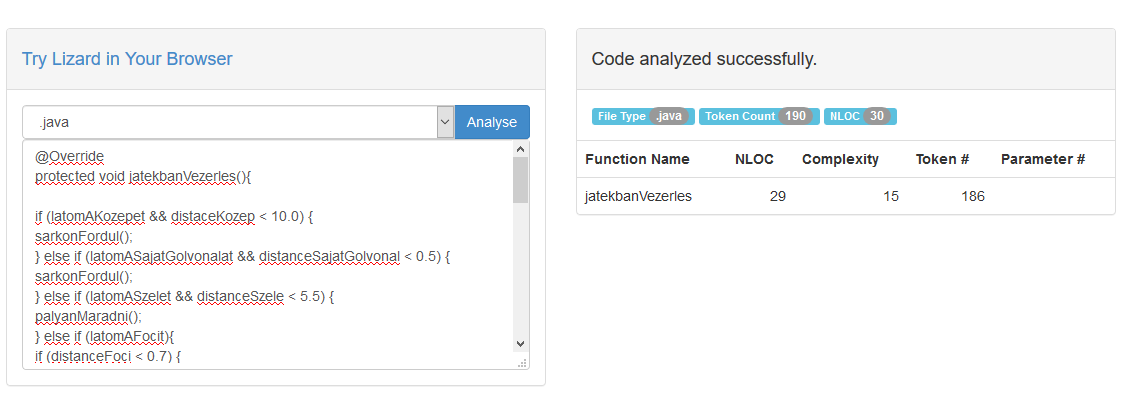 Try Lizard in Your Browser
.java
Analyse
@Override
protected void jatekbanVezerles(){
if (latomAKozepet && distaceKozep < 10.0) {
sarkonFordul();
} else if (latomASajatGolvonalat && distanceSajatGolvonal < 0.5) {
sarkonFordul();
} else if (latomASzelet && distanceSzele < 5.5) {
palyanMaradni();
} else if (latomAFocit){
if (distanceFoci < 0.7) {
Code analyzed successfully.
File Type .java Token Count 190 NLOC 30
Function Name NLOC Complexity Token # Parameter #
jatekbanVezerles 29 15 186